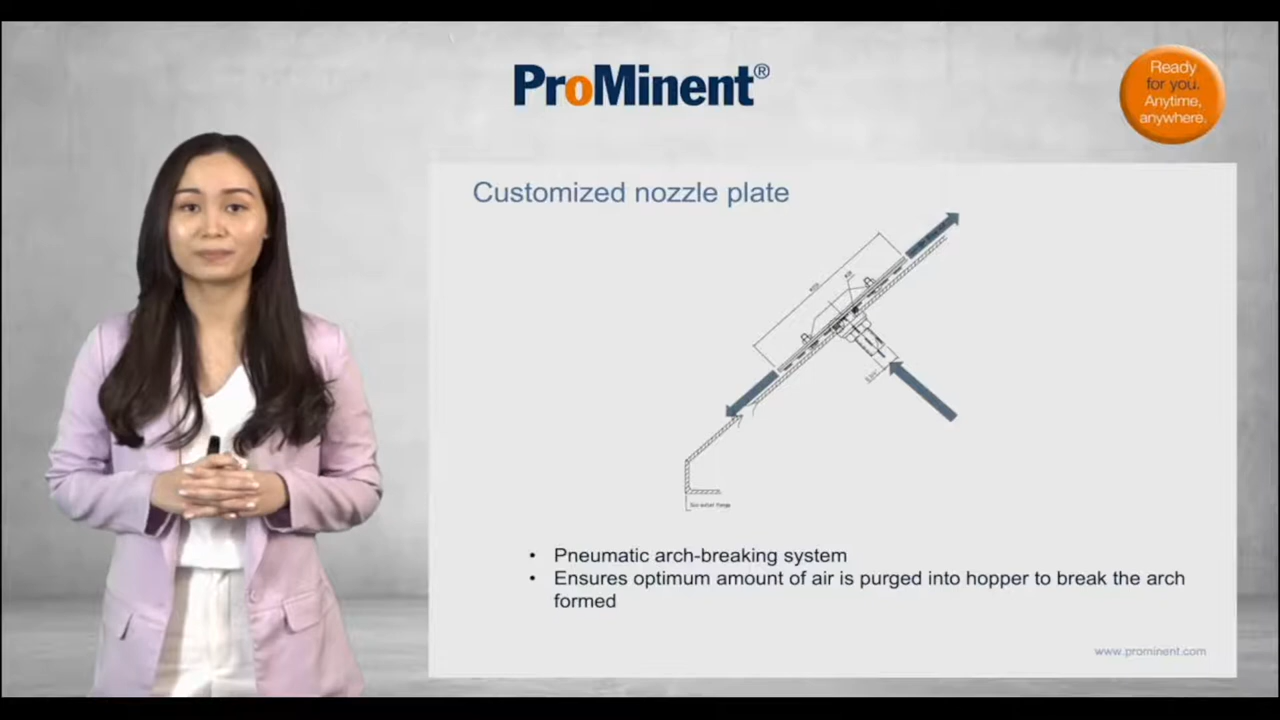 ProMinent®
Ready
for you.
Anytime,
anywhere.
Customized nozzle plate
Pneumatic arch-breaking system
Ensures optimum amount of air is purged into hopper to break the arch
formed
www.prominent.com